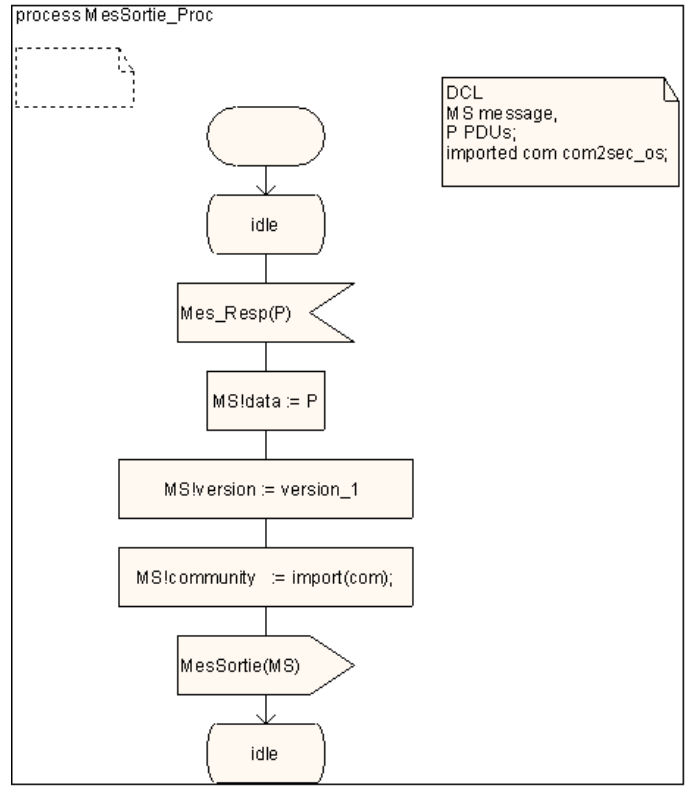 process MesSortie_Proc
DCL
MS message,
P PDUs;
imported com com2sec_os;
idle
Mes_Resp(P)
MS!data := P
MS!version := version_1
MS!community := import(com);
MesSortie(MS)
idle